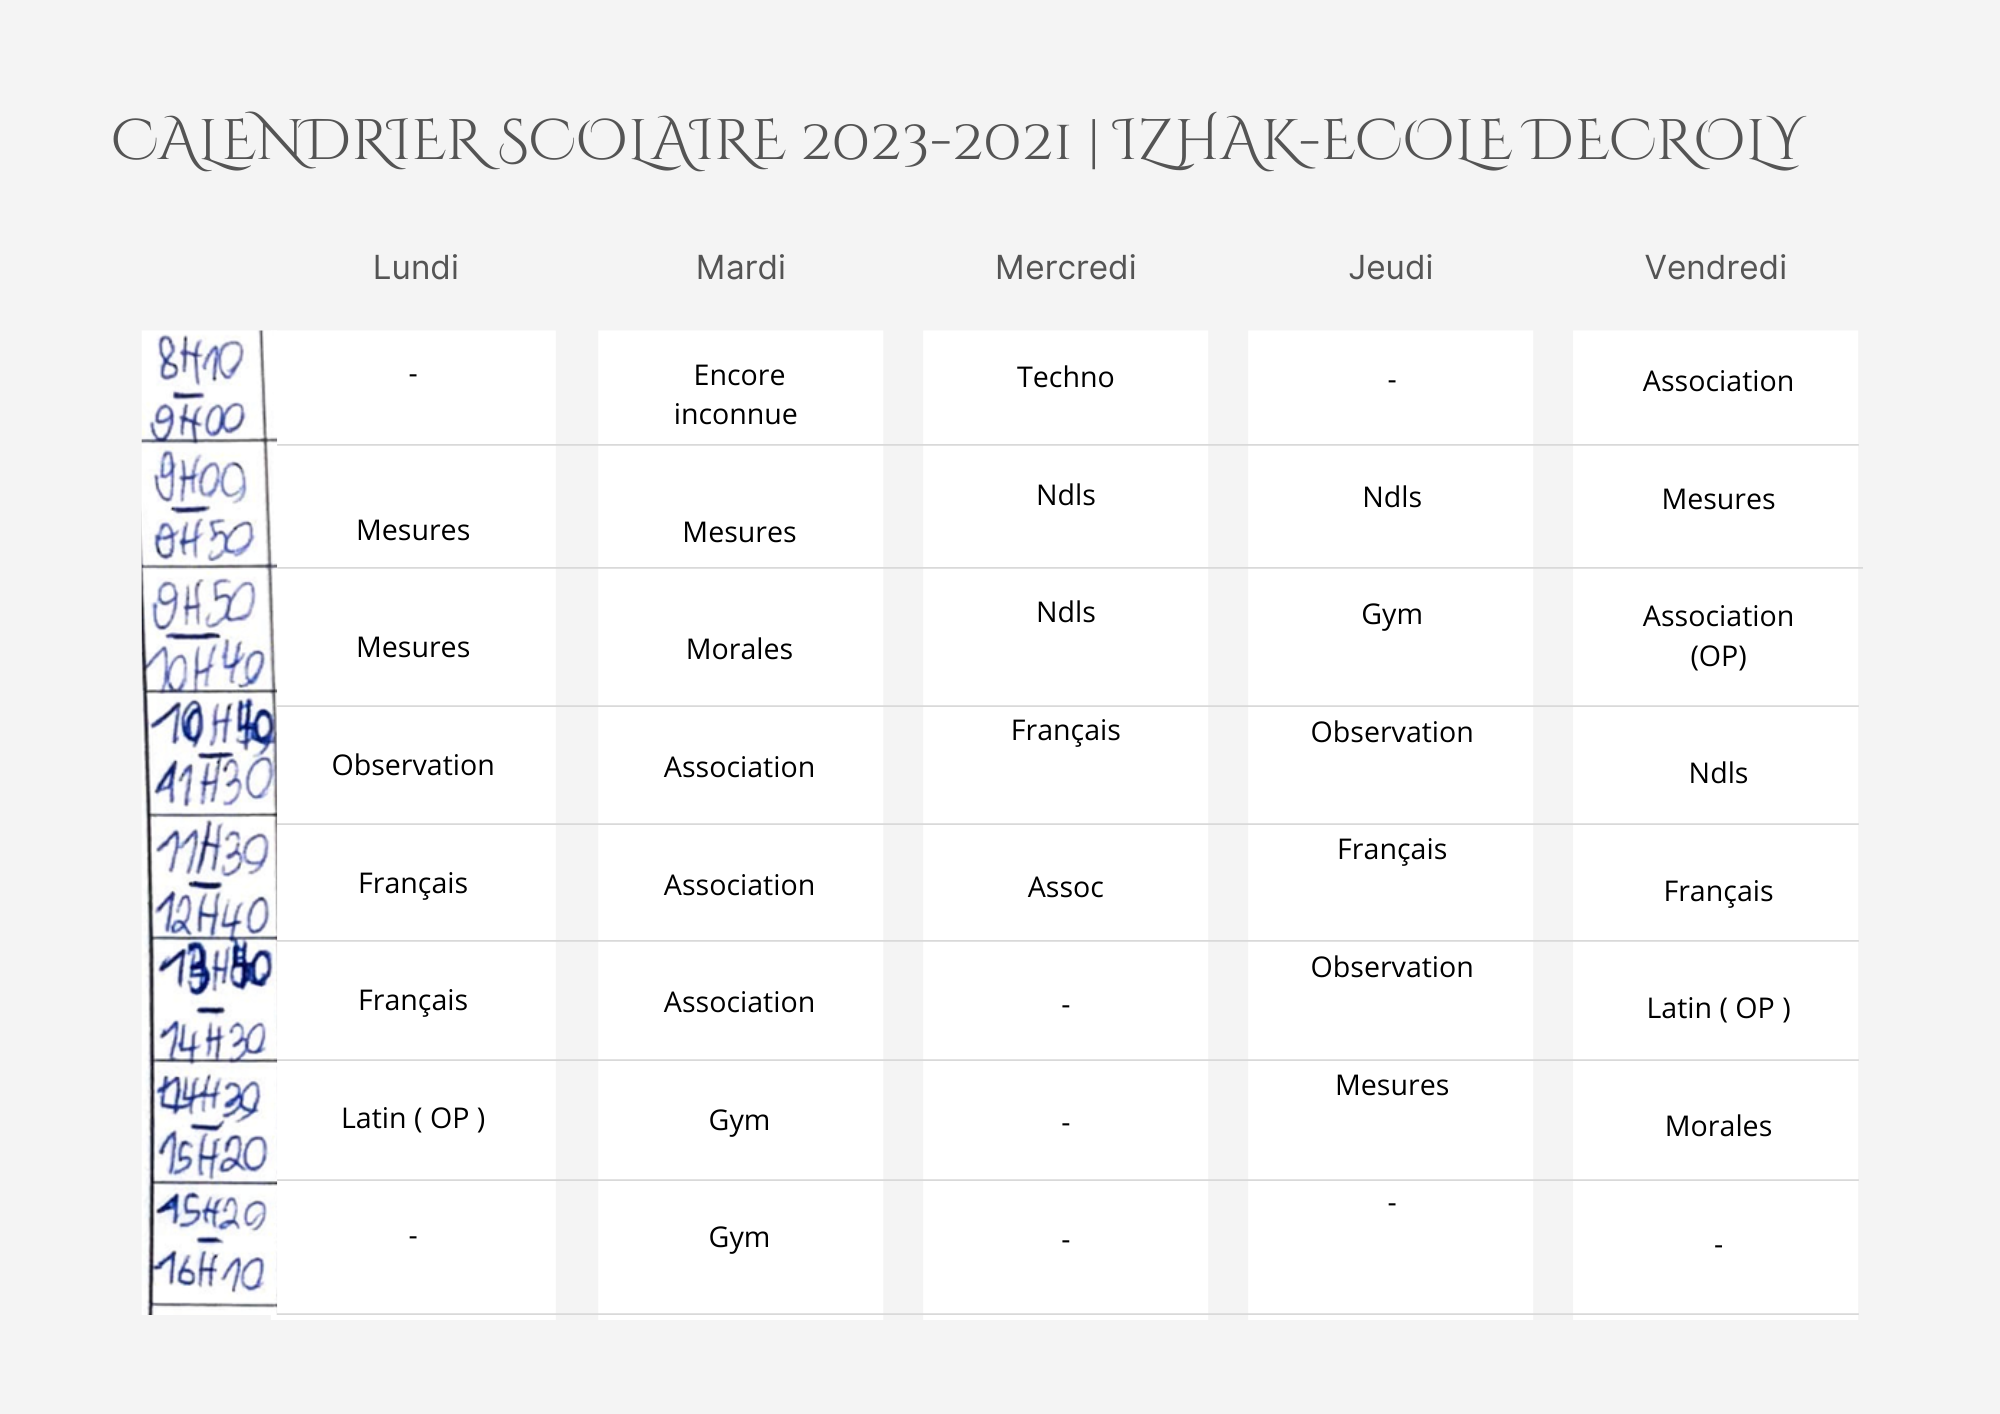 CALENDRIER SCOLAIRE 2023-2021 | IZHAK-ECOLE DECROLY
Lundi Mardi Mercredi Jeudi Vendredi
8H10
-
9H00
- Encore inconnue Techno - Association
9H00
-
9H50
Mesures Mesures Ndls Ndls Mesures
9H50
-
10H40
Mesures Morales Ndls Gym Association (OP)
10H40
-
11H30
Observation Association Français Observation Ndls
11H30
-
12H40
Français Association Assoc Français Français
-
14H30
Français Association - Observation Latin ( OP )
14H30
-
15H20
Latin ( OP ) Gym - Mesures Morales
15H20
-
16H10
- Gym - - -